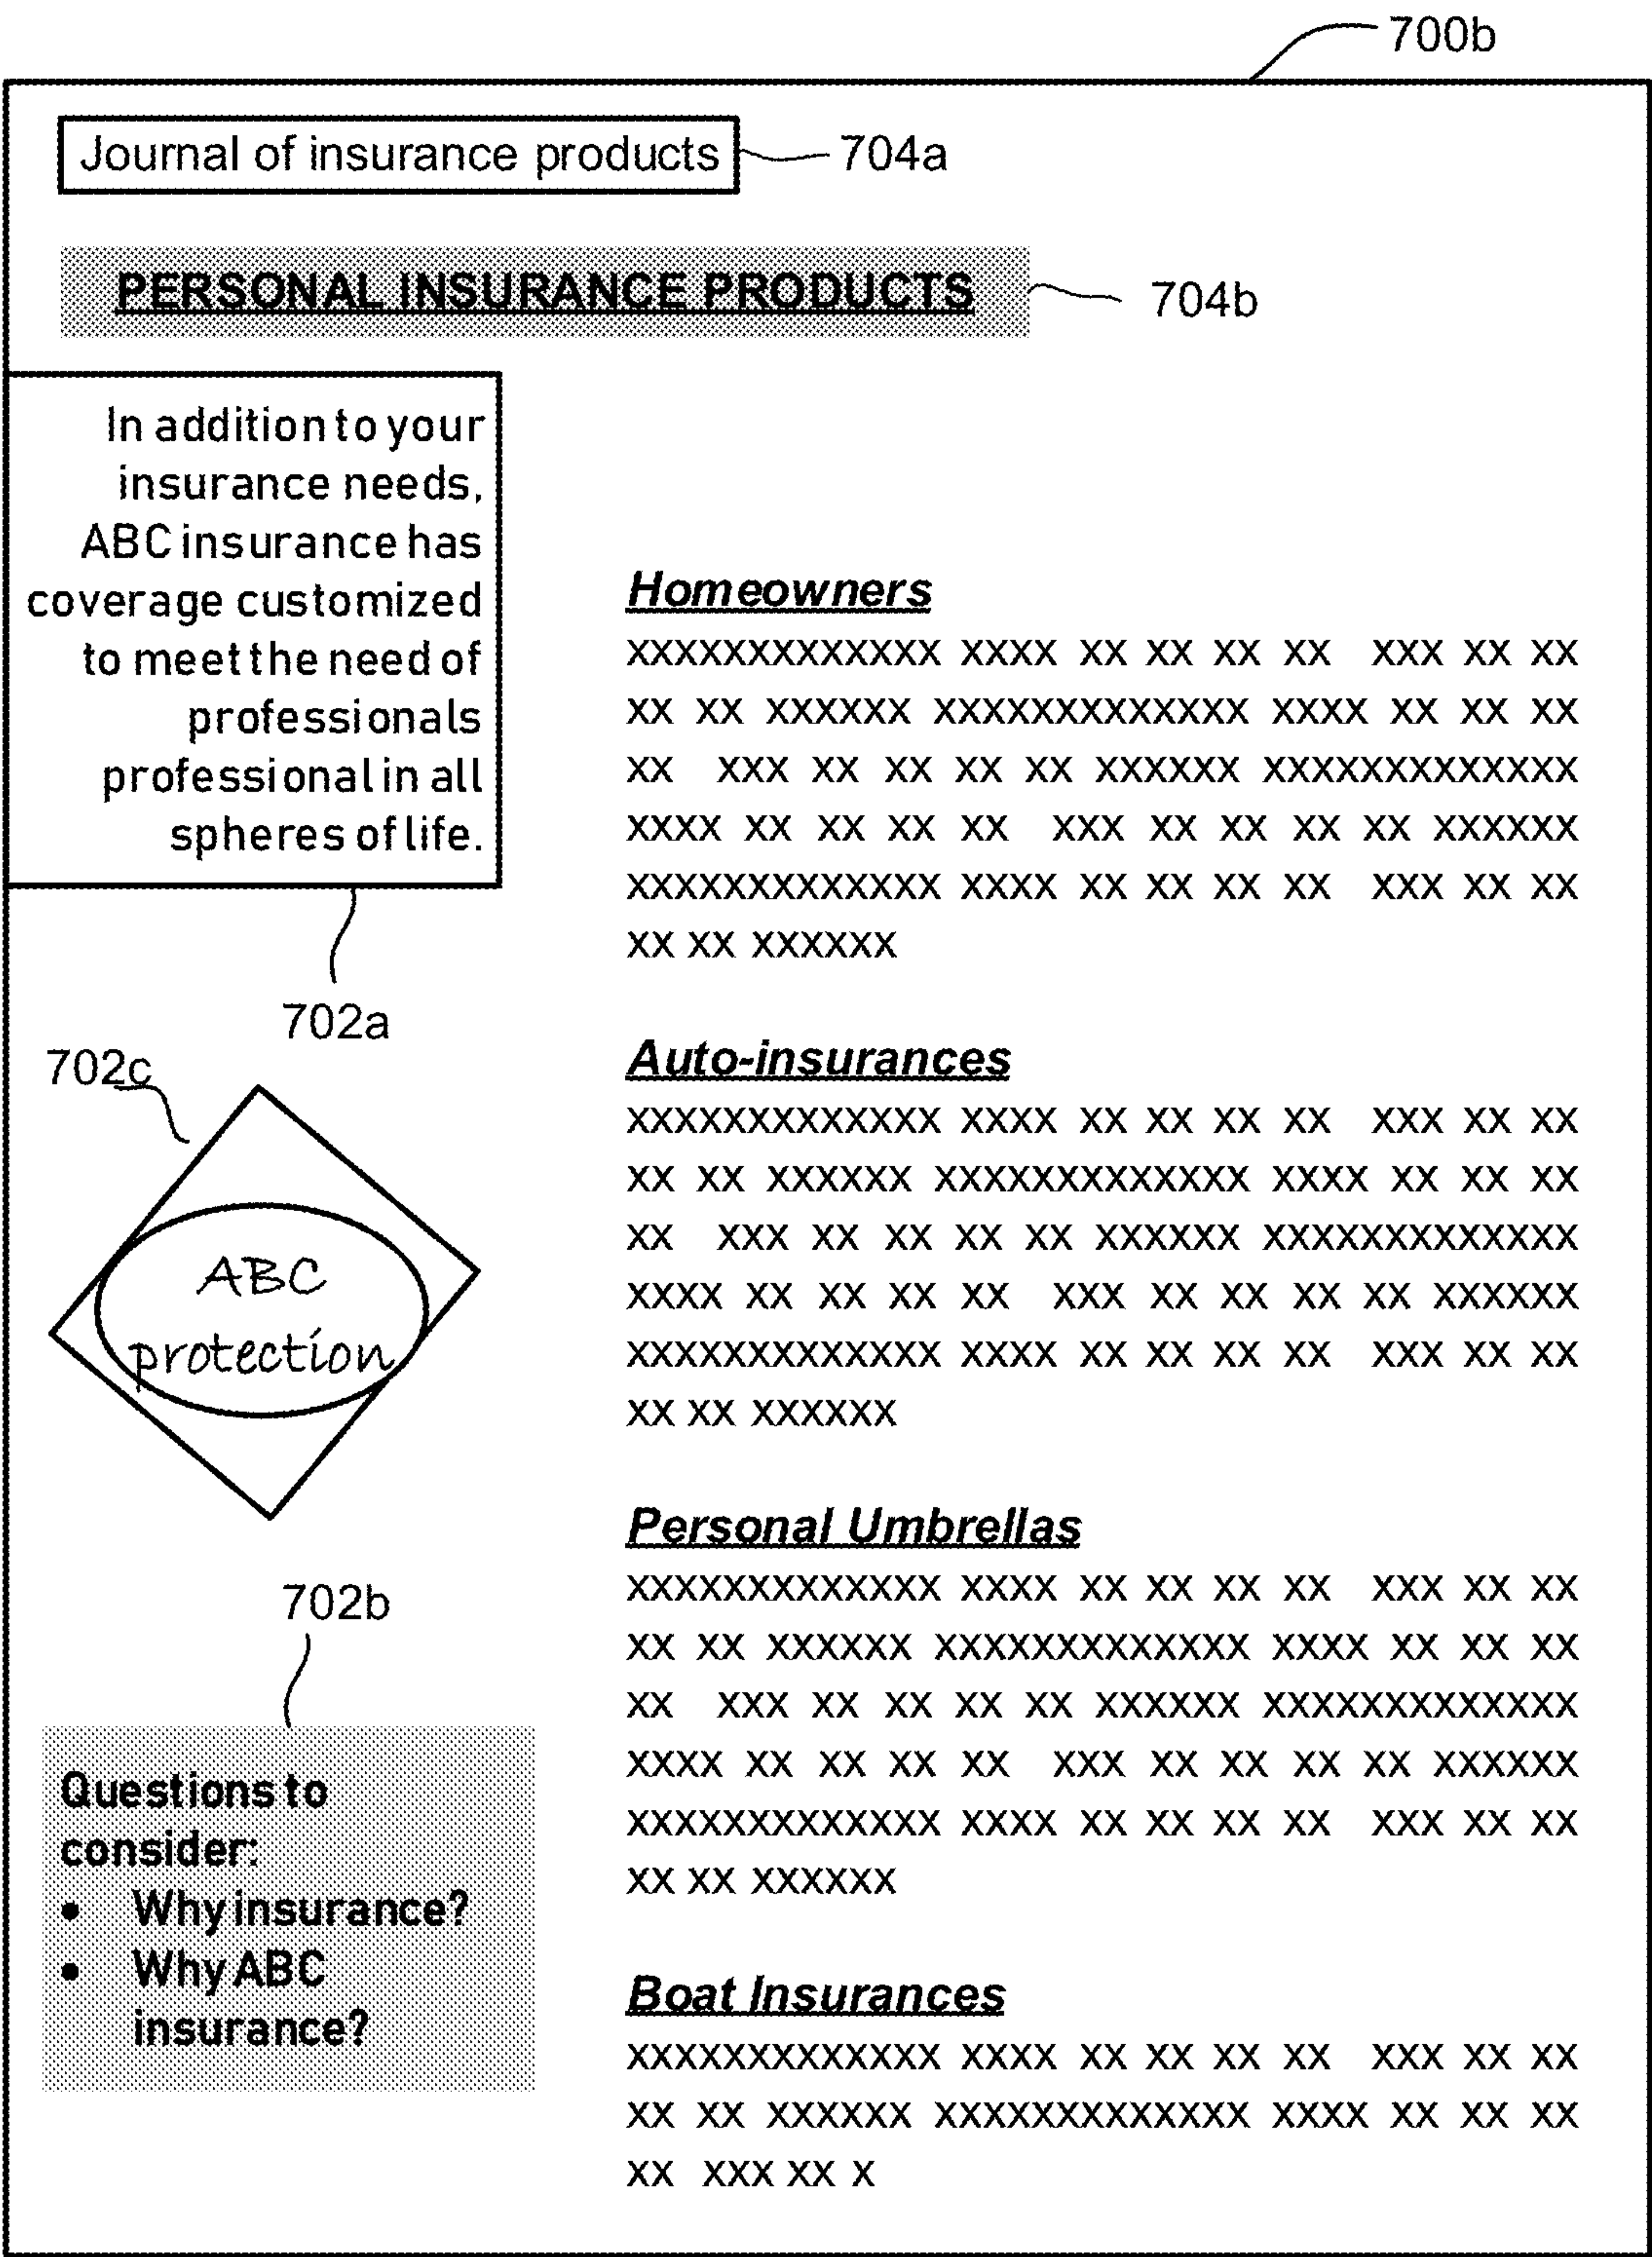 700b
Journal of insurance products
704a
PERSONAL INSURANCE PRODUCTS
704b
In addition to your
insurance needs,
ABC insurance has
coverage customized
to meet the need of
professionals
professional in all
spheres of life.
702a
702c
ABC
protection
702b
Questions to
consider:
• Why insurance?
• Why ABC
insurance?
Homeowners
XXXXXXXXXXXXX XXXX XX XX XX XX XXX XX XX
XX XX XXXXXX XXXXXXXXXXXXX XXXX XX XX XX
XX XXX XX XX XX XX XXXXXX XXXXXXXXXXXXX
XXXX XX XX XX XX XXX XX XX XX XX XXXXXX
XXXXXXXXXXXXX XXXX XX XX XX XX XXX XX XX
XX XX XXXXXX
Auto-insurances
XXXXXXXXXXXXX XXXX XX XX XX XX XXX XX XX
XX XX XXXXXX XXXXXXXXXXXXX XXXX XX XX XX
XX XXX XX XX XX XX XXXXXX XXXXXXXXXXXXX
XXXX XX XX XX XX XXX XX XX XX XX XXXXXX
XXXXXXXXXXXXX XXXX XX XX XX XX XXX XX XX
XX XX XXXXXX
Personal Umbrellas
XXXXXXXXXXXXX XXXX XX XX XX XX XXX XX XX
XX XX XXXXXX XXXXXXXXXXXXX XXXX XX XX XX
XX XXX XX XX XX XX XXXXXX XXXXXXXXXXXXX
XXXX XX XX XX XX XXX XX XX XX XX XXXXXX
XXXXXXXXXXXXX XXXX XX XX XX XX XXX XX XX
XX XX XXXXXX
Boat Insurances
XXXXXXXXXXXXX XXXX XX XX XX XX XXX XX XX
XX XX XXXXXX XXXXXXXXXXXXX XXXX XX XX XX
XX XXX XX X